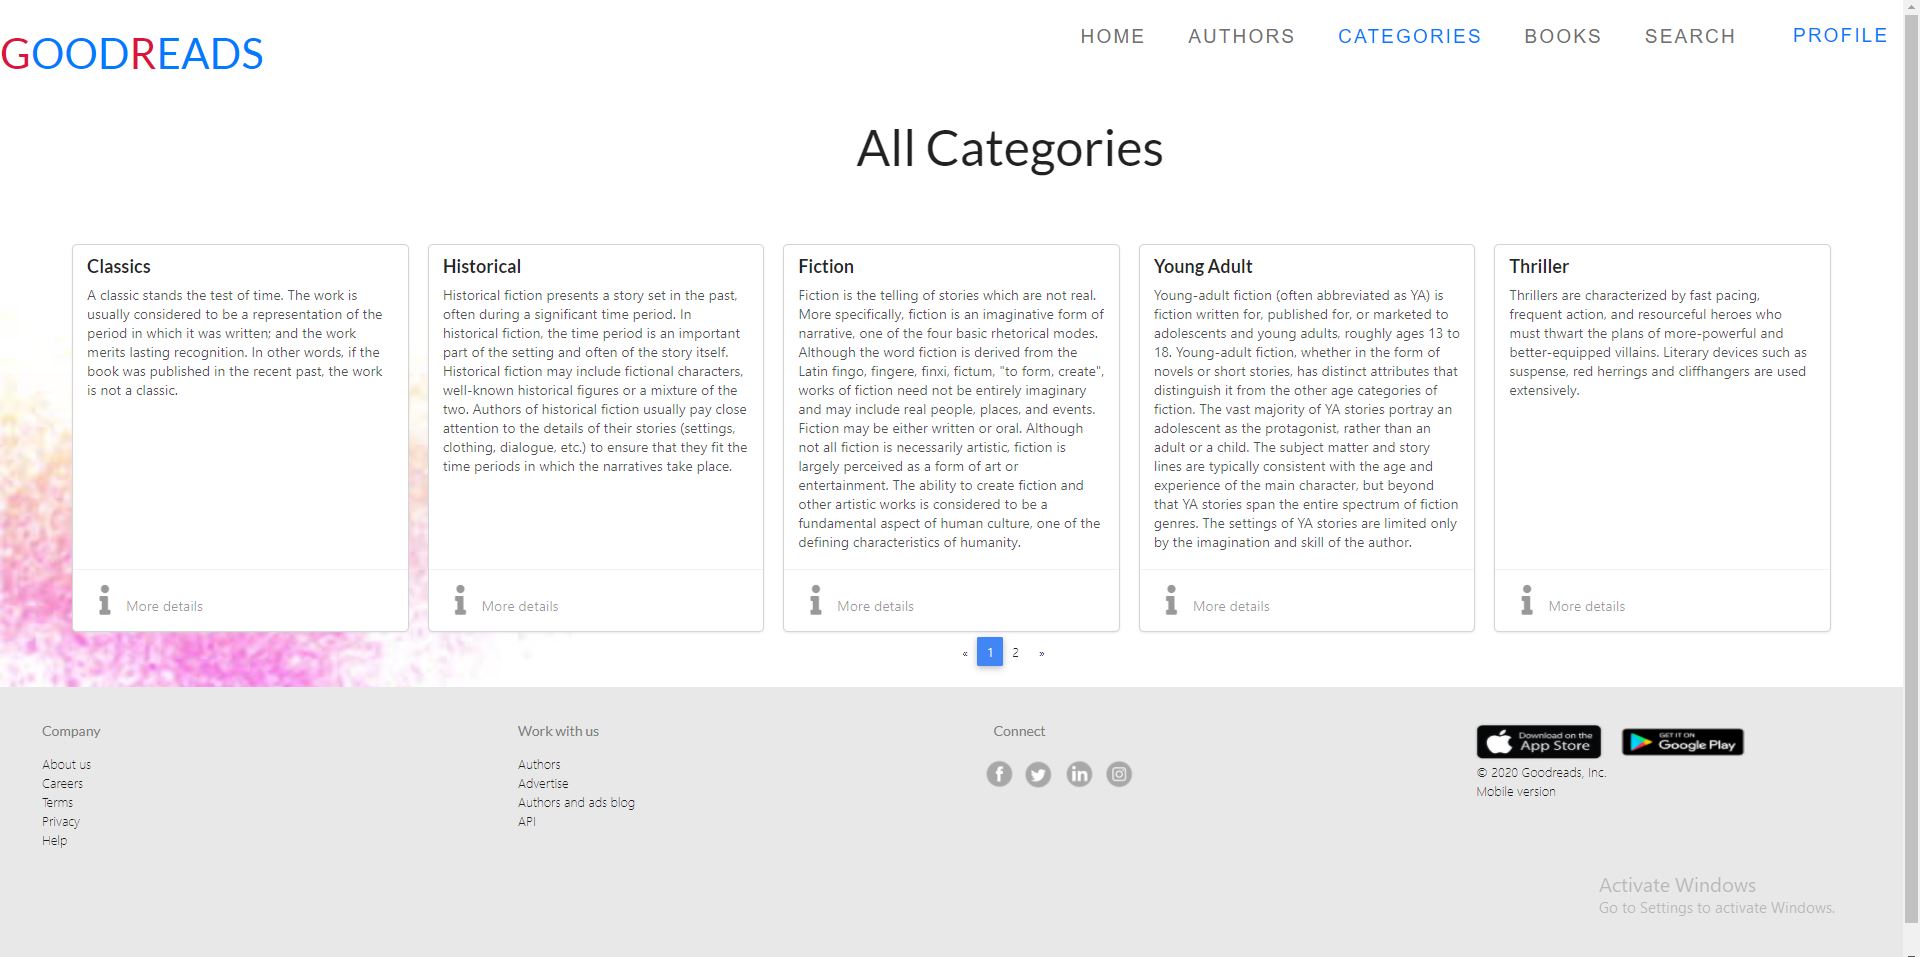 GOODREADS
HOME AUTHORS CATEGORIES BOOKS SEARCH PROFILE
All Categories
Classics
A classic stands the test of time. The work is
usually considered to be a representation of the
period in which it was written; and the work
merits lasting recognition. In other words, if the
book was published in the recent past, the work
is not a classic.
More details
Historical
Historical fiction presents a story set in the past,
often during a significant time period. In
historical fiction, the time period is an important
part of the setting and often of the story itself.
Historical fiction may include fictional characters,
well-known historical figures or a mixture of the
two. Authors of historical fiction usually pay close
attention to the details of their stories (settings,
clothing, dialogue, etc.) to ensure that they fit the
time periods in which the narratives take place.
More details
Fiction
Fiction is the telling of stories which are not real.
More specifically, fiction is an imaginative form of
narrative, one of the four basic rhetorical modes.
Although the word fiction is derived from the
Latin fingo, fingere, finxi, fictum, "to form, create",
works of fiction need not be entirely imaginary
and may include real people, places, and events.
Fiction may be either written or oral. Although
not all fiction is necessarily artistic, fiction is
largely perceived as a form of art or
entertainment. The ability to create fiction and
other artistic works is considered to be a
fundamental aspect of human culture, one of the
defining characteristics of humanity.
More details
Young Adult
Young-adult fiction (often abbreviated as YA) is
fiction written for, published for, or marketed to
adolescents and young adults, roughly ages 13 to
18. Young-adult fiction, whether in the form of
novels or short stories, has distinct attributes that
distinguish it from the other age categories of
fiction. The vast majority of YA stories portray an
adolescent as the protagonist, rather than an
adult or a child. The subject matter and story
lines are typically consistent with the age and
experience of the main character, but beyond
that YA stories span the entire spectrum of fiction
genres. The settings of YA stories are limited only
by the imagination and skill of the author.
More details
Thriller
Thrillers are characterized by fast pacing,
frequent action, and resourceful heroes who
must thwart the plans of more-powerful and
better-equipped villains. Literary devices such as
suspense, red herrings and cliffhangers are used
extensively.
More details
« 1 2 »
Company
About us
Careers
Terms
Privacy
Help
Work with us
Authors
Advertise
Authors and ads blog
API
Connect
Download on the
App Store
GET IT ON
Google Play
© 2020 Goodreads, Inc.
Mobile version
Activate Windows
Go to Settings to activate Windows.